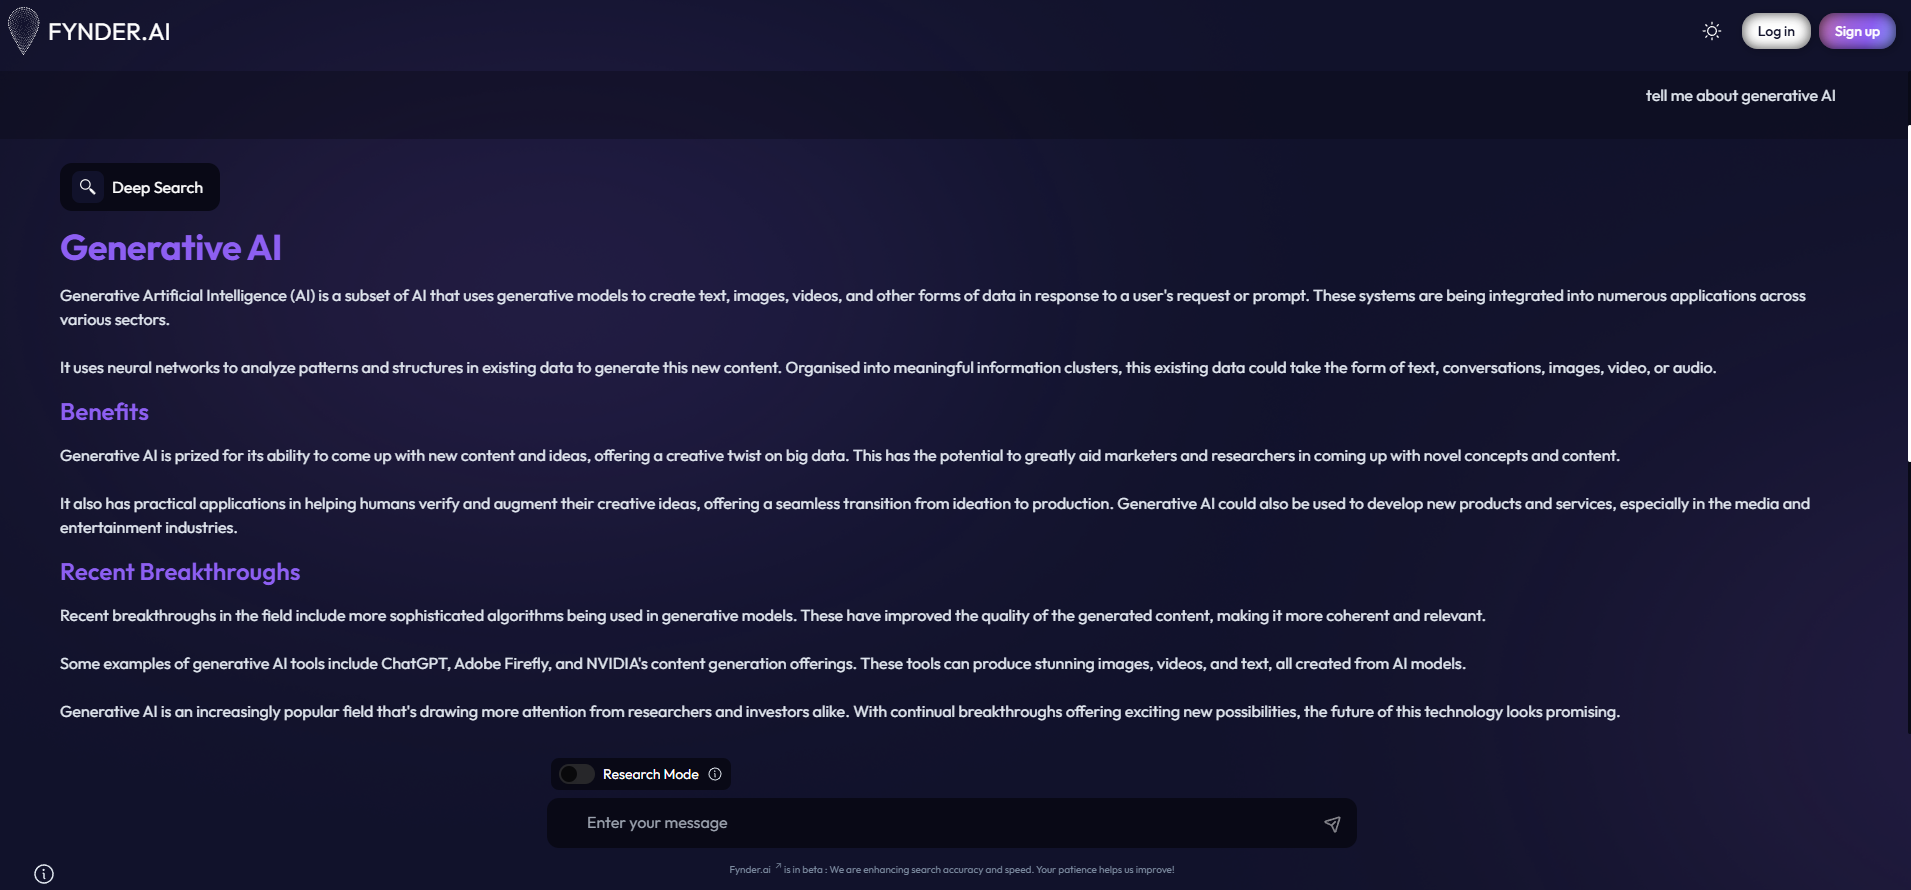 FYNDER.AI
Log in
Sign up
tell me about generative AI
Deep Search
Generative AI
Generative Artificial Intelligence (AI) is a subset of AI that uses generative models to create text, images, videos, and other forms of data in response to a user's request or prompt. These systems are being integrated into numerous applications across
various sectors.
It uses neural networks to analyze patterns and structures in existing data to generate this new content. Organised into meaningful information clusters, this existing data could take the form of text, conversations, images, video, or audio.
Benefits
Generative AI is prized for its ability to come up with new content and ideas, offering a creative twist on big data. This has the potential to greatly aid marketers and researchers in coming up with novel concepts and content.
It also has practical applications in helping humans verify and augment their creative ideas, offering a seamless transition from ideation to production. Generative AI could also be used to develop new products and services, especially in the media and
entertainment industries.
Recent Breakthroughs
Recent breakthroughs in the field include more sophisticated algorithms being used in generative models. These have improved the quality of the generated content, making it more coherent and relevant.
Some examples of generative AI tools include ChatGPT, Adobe Firefly, and NVIDIA's content generation offerings. These tools can produce stunning images, videos, and text, all created from AI models.
Generative AI is an increasingly popular field that's drawing more attention from researchers and investors alike. With continual breakthroughs offering exciting new possibilities, the future of this technology looks promising.
Research Mode
Enter your message
Fynder.ai ↗ is in beta : We are enhancing search accuracy and speed. Your patience helps us improve!